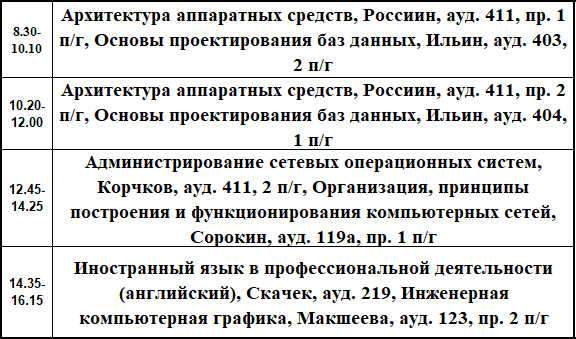 8.30-
10.10
Архитектура аппаратных средств, Россиин, ауд. 411, пр. 1
п/г, Основы проектирования баз данных, Ильин, ауд. 403,
2 п/г
10.20-
12.00
Архитектура аппаратных средств, Россиин, ауд. 411, пр. 2
п/г, Основы проектирования баз данных, Ильин, ауд. 404,
1 п/г
12.45-
14.25
Администрирование сетевых операционных систем,
Корчков, ауд. 411, 2 п/г, Организация, принципы
построения и функционирования компьютерных сетей,
Сорокин, ауд. 119а, пр. 1 п/г
14.35-
16.15
Иностранный язык в профессиональной деятельности
(английский), Скачек, ауд. 219, Инженерная
компьютерная графика, Макшеева, ауд. 123, пр. 2 п/г